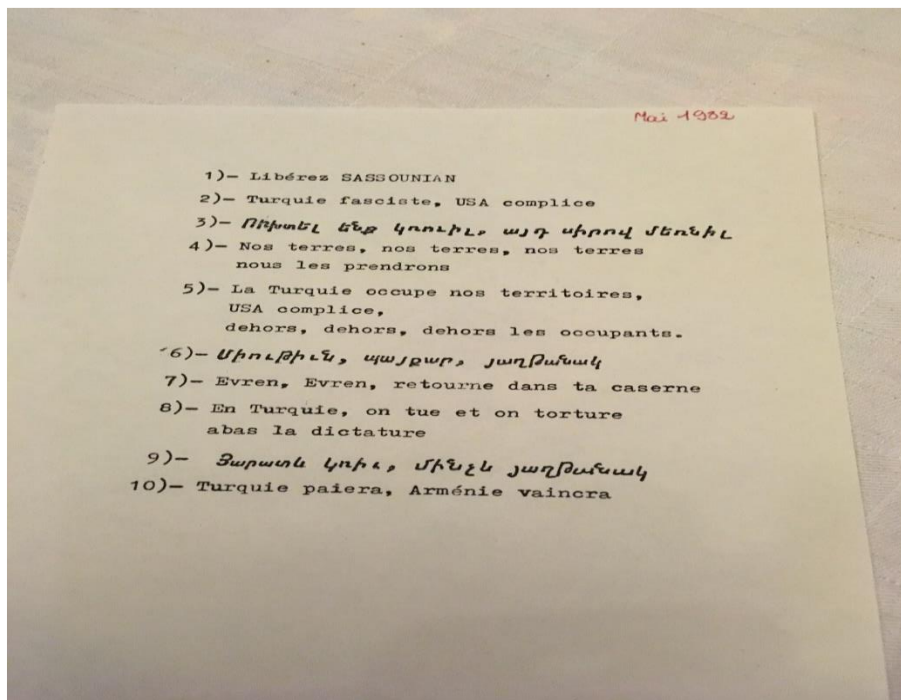 Mai 1982
1)- Libérez SASSOUNIAN
2)- Turquie fasciste, USA complice
3)- Ուխտել ենք կռուիլ, այդ սիրով մեռնիլ
4)- Nos terres, nos terres, nos terres
nous les prendrons
5)- La Turquie occupe nos territoires,
USA complice,
dehors, dehors, dehors les occupants.
6)- Միութիւն, պայքար, յաղթանակ
7)- Evren, Evren, retourne dans ta caserne
8)- En Turquie, on tue et on torture
abas la dictature
9)- Յարատև կռիւ, մինչև յաղթանակ
10)- Turquie paiera, Arménie vaincra